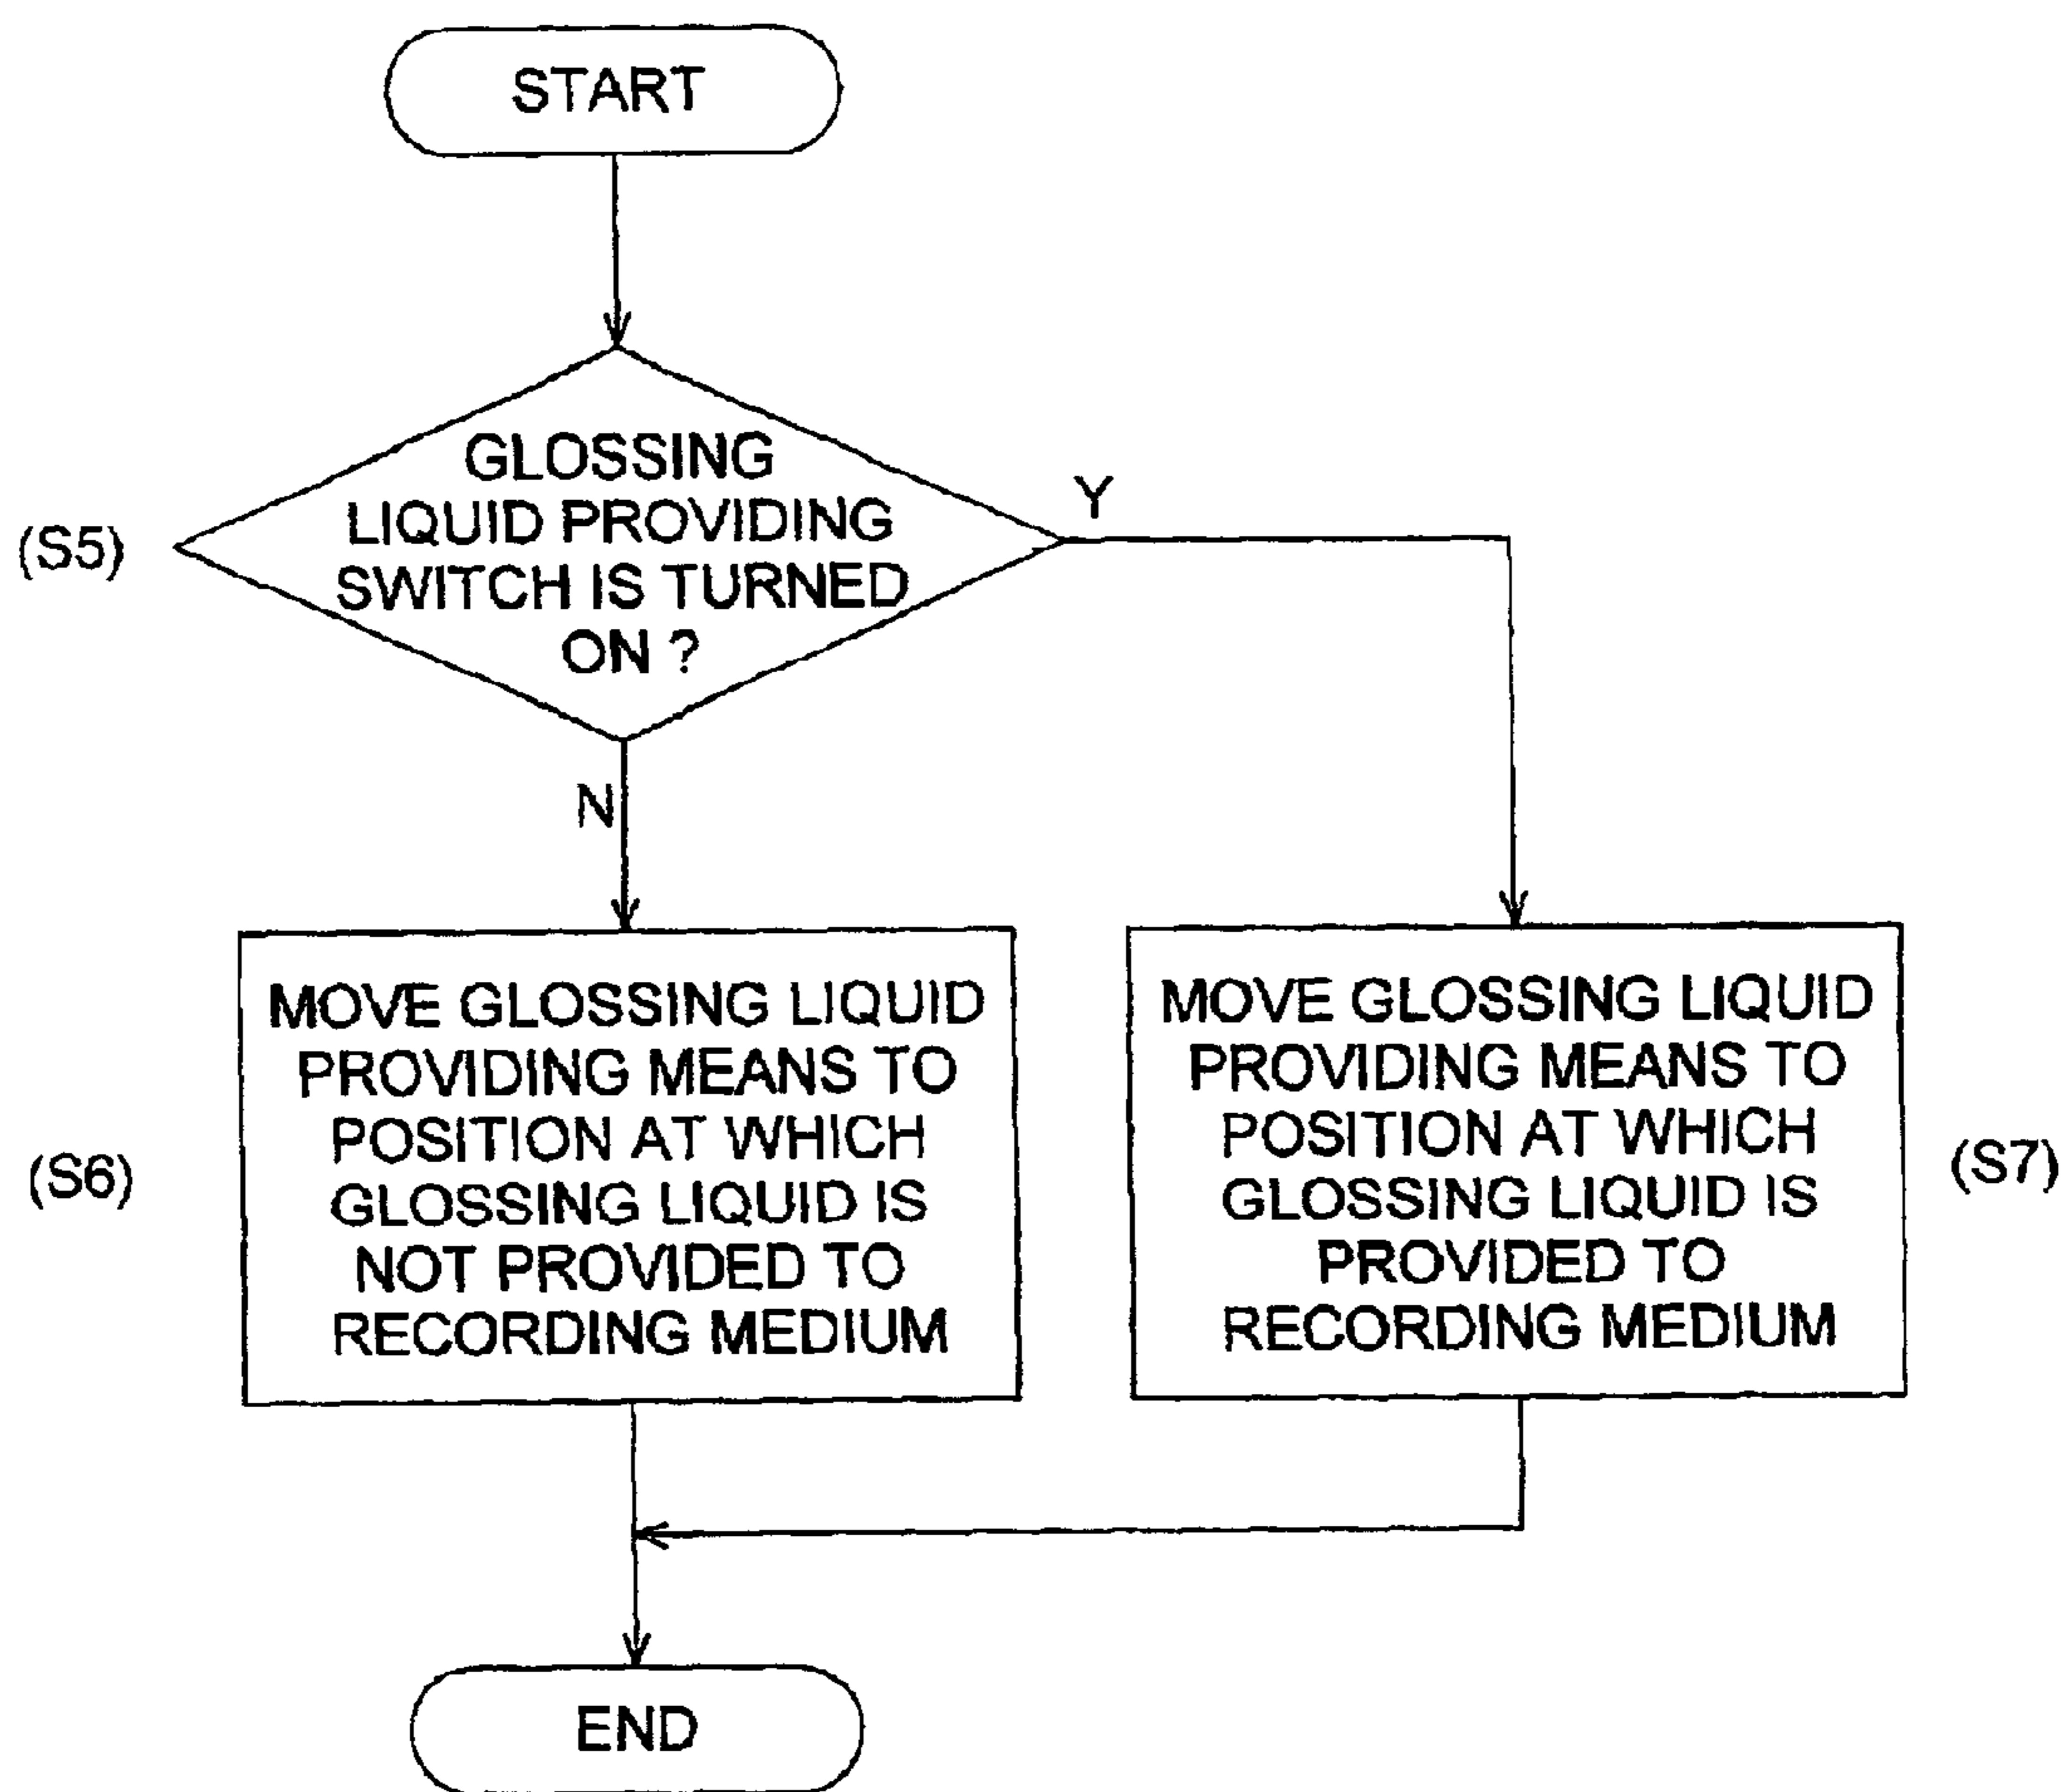 START
(S5)
GLOSSING
LIQUID PROVIDING
SWITCH IS TURNED
ON ?
Y
N
(S6)
MOVE GLOSSING LIQUID
PROVIDING MEANS TO
POSITION AT WHICH
GLOSSING LIQUID IS
NOT PROVIDED TO
RECORDING MEDIUM
MOVE GLOSSING LIQUID
PROVIDING MEANS TO
POSITION AT WHICH
GLOSSING LIQUID IS
PROVIDED TO
RECORDING MEDIUM
(S7)
END